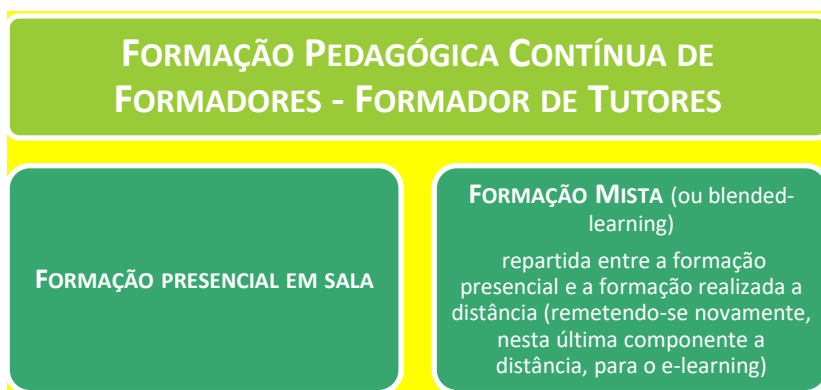 FORMAÇÃO PEDAGÓGICA CONTÍNUA DE
FORMADORES - FORMADOR DE TUTORES
FORMAÇÃO PRESENCIAL EM SALA
FORMAÇÃO MISTA (ou blended-
learning)
repartida entre a formação
presencial e a formação realizada a
distância (remetendo-se novamente,
nesta última componente a
distância, para o e-learning)